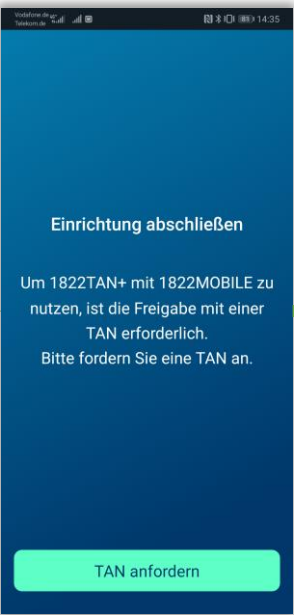 Vodafone.de
Telekom.de
14:35
Einrichtung abschließen
Um 1822TAN+ mit 1822MOBILE zu
nutzen, ist die Freigabe mit einer
TAN erforderlich.
Bitte fordern Sie eine TAN an.
TAN anfordern